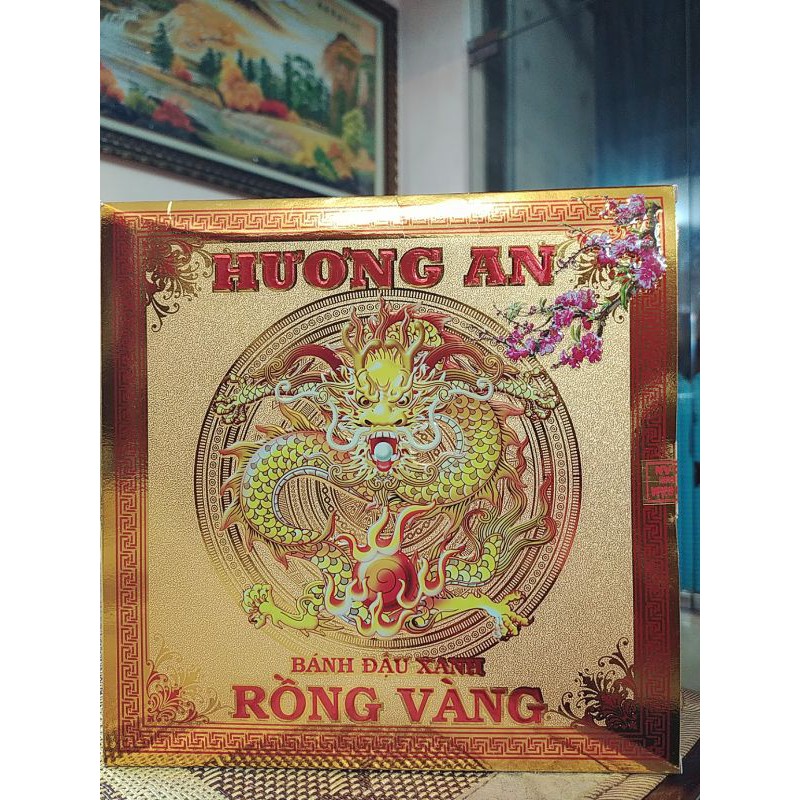 HƯƠNG AN
BÁNH ĐẬU XANH
RỒNG VÀNG